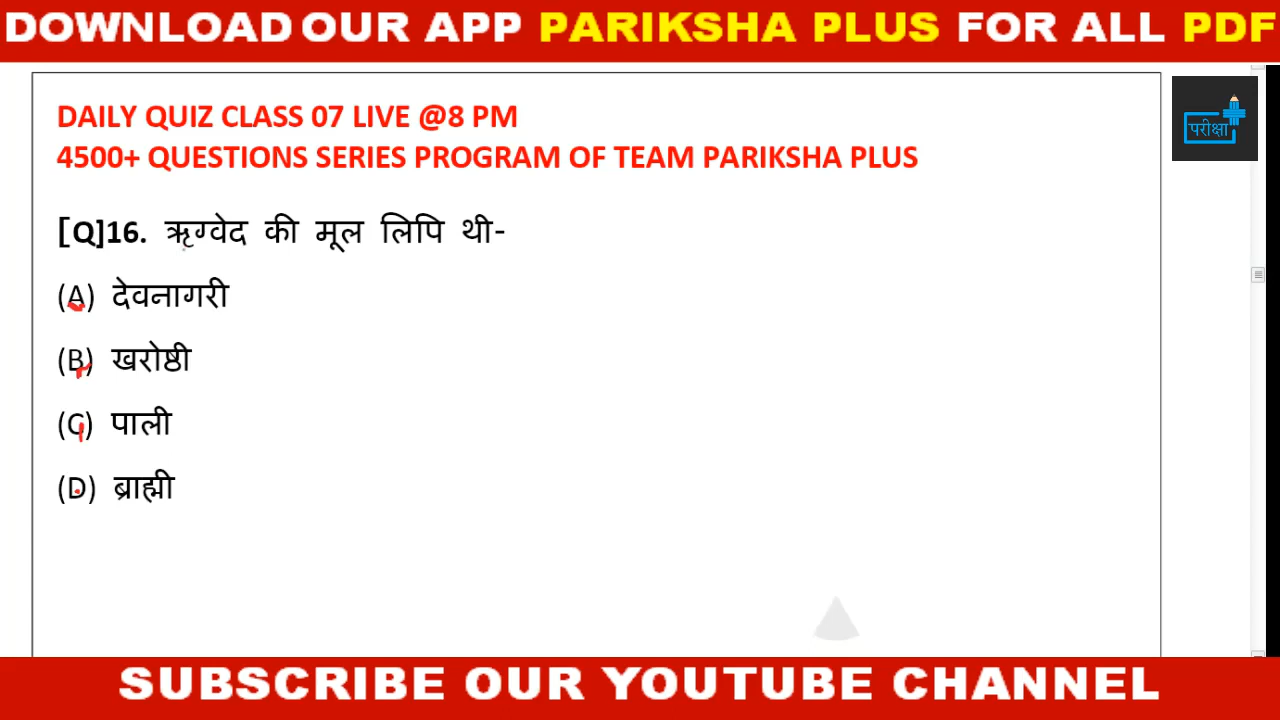 DOWNLOAD OUR APP PARIKSHA PLUS FOR ALL PDF
DAILY QUIZ CLASS 07 LIVE @8 PM
परीक्षा
4500+ QUESTIONS SERIES PROGRAM OF TEAM PARIKSHA PLUS
[Q]16. ऋग्वेद की मूल लिपि थी-
(A) देवनागरी
(B) खरोष्ठी
(C) पाली
(D) ब्राह्मी
SUBSCRIBE OUR YOUTUBE CHANNEL